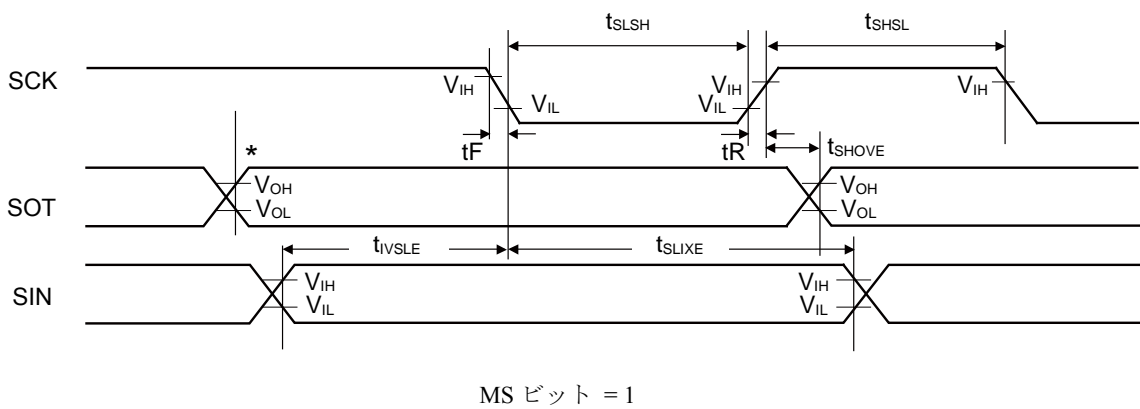 tSLSH tSHSL
SCK VIH VIL VIH VIL VIH
tF tR tSHOVE
*
SOT VOH VOL VOH VOL
tIVSLE tSLIXE
SIN VIH VIL VIH VIL
MS ビット = 1